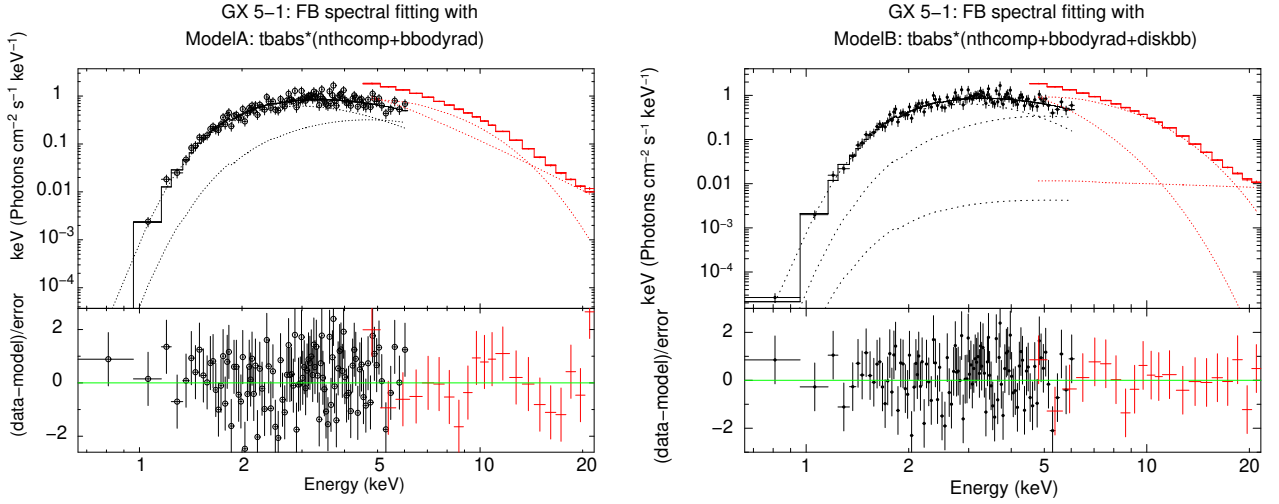 GX 5−1: FB spectral fitting with
ModelA: tbabs*(nthcomp+bbodyrad)
keV (Photons cm−2 s−1 keV−1)
1
0.1
0.01
10−3
10−4
(data−model)/error
2
0
−2
1
2
5
10
20
Energy (keV)
GX 5−1: FB spectral fitting with
ModelB: tbabs*(nthcomp+bbodyrad+diskbb)
keV (Photons cm−2 s−1 keV−1)
1
0.1
0.01
10−3
10−4
(data−model)/error
2
0
−2
1
2
5
10
20
Energy (keV)